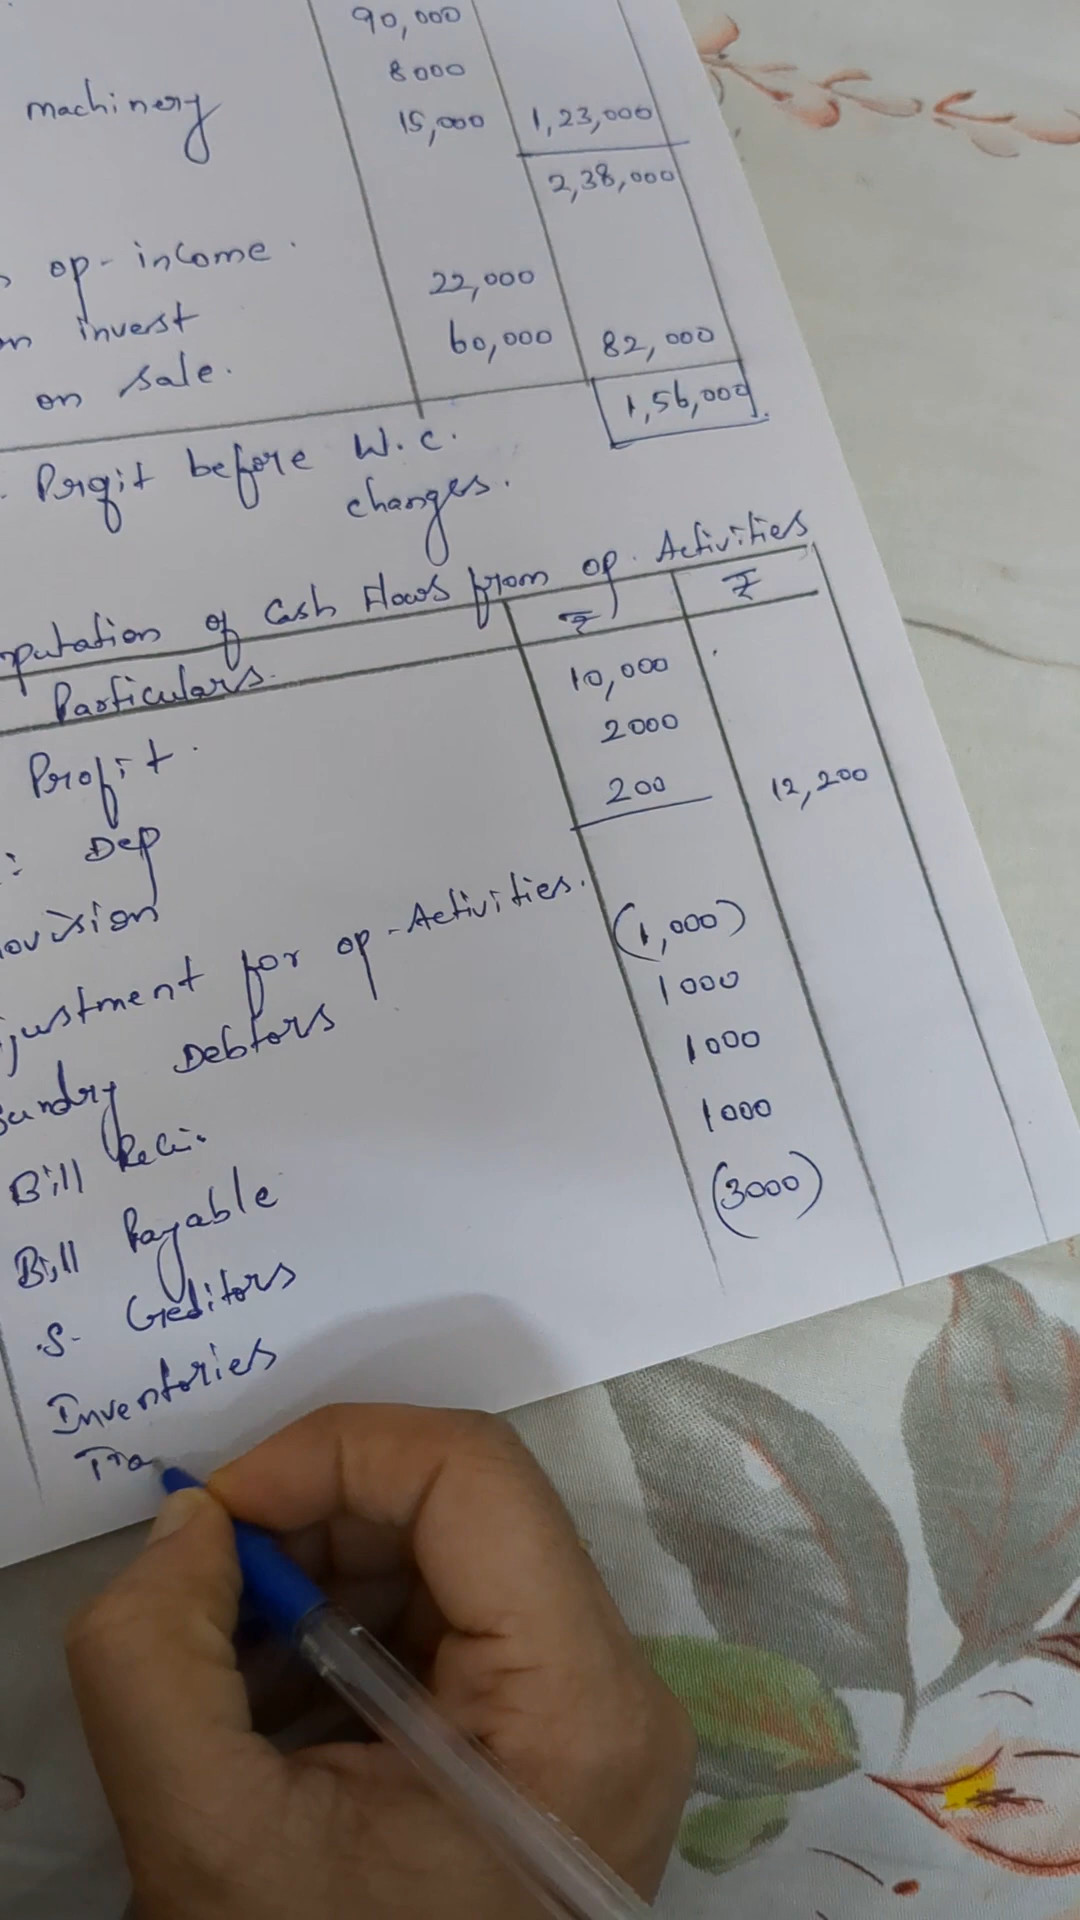 90,000
8000
machinery 15,000 1,23,000
2,38,000
op-income.
invest 22,000
on sale. 60,000 82,000
1,56,000
Profit before W.C.
changes.
putation of Cash Flows from op. Activities
Particulars. ₹ ₹
Profit. 10,000
: Dep 2000
ovision 200 12,200
justment for op-Activities.
undry Debtors (1,000)
Bill 1000
Bill Payable 1000
S. Creditors 1000
Inventories (3000)